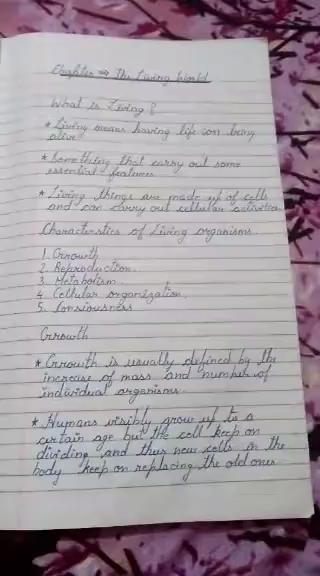 Chapter ⇒ The Living World
What is Living?
* Living means having life or being
alive
* Something that carry out some
essential features
* Living things are made up of cells
and can carry out cellular activities
Characterstics of Living organisms.
1. Growth
2. Reproduction.
3. Metabolism.
4. Cellular organization.
5. Consciousness
Growth
* Growth is usually defined by the
increase of mass and number of
individual organisms.
* Humans visibly grow up to a
certain age but the cell keep on
dividing and thus new cells in the
body keep on replacing the old ones